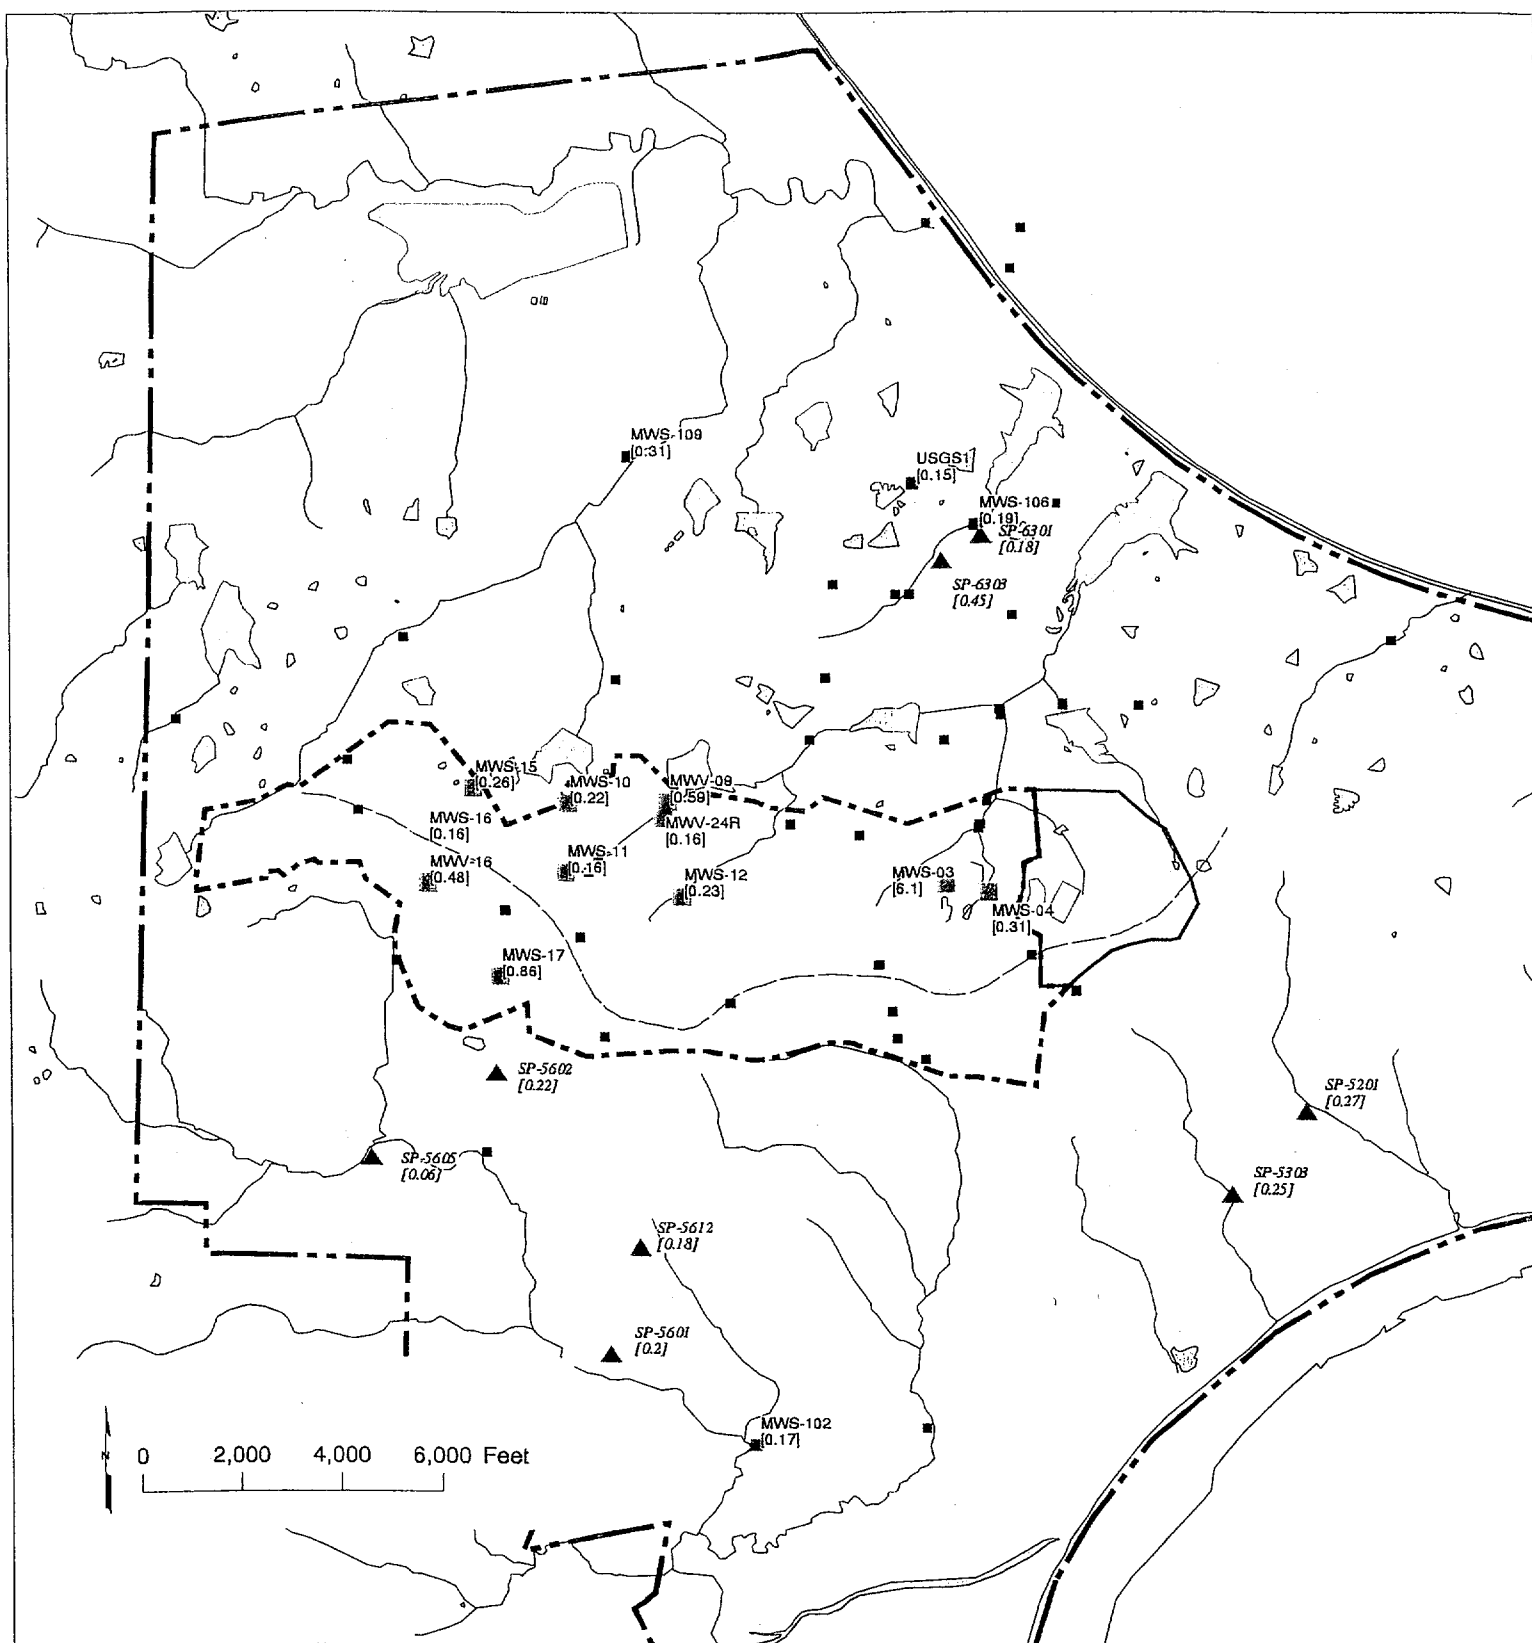 MWS-109
[0.31]
USGS1
[0.15]
MWS-106
[0.19]
SP-6301
[0.18]
SP-6303
[0.45]
MWS-15
[0.26]
MWS-10
[0.22]
MWV-09
[0.59]
MWS-16
[0.16]
MWV-24R
[0.16]
MWV-16
[0.48]
MWS-11
[0.16]
MWS-12
[0.23]
MWS-03
[6.1]
MWS-04
[0.31]
MWS-17
[0.86]
SP-5602
[0.22]
SP-5201
[0.27]
SP-5605
[0.06]
SP-5303
[0.25]
SP-5612
[0.18]
SP-5601
[0.2]
MWS-102
[0.17]
N
0 2,000 4,000 6,000 Feet